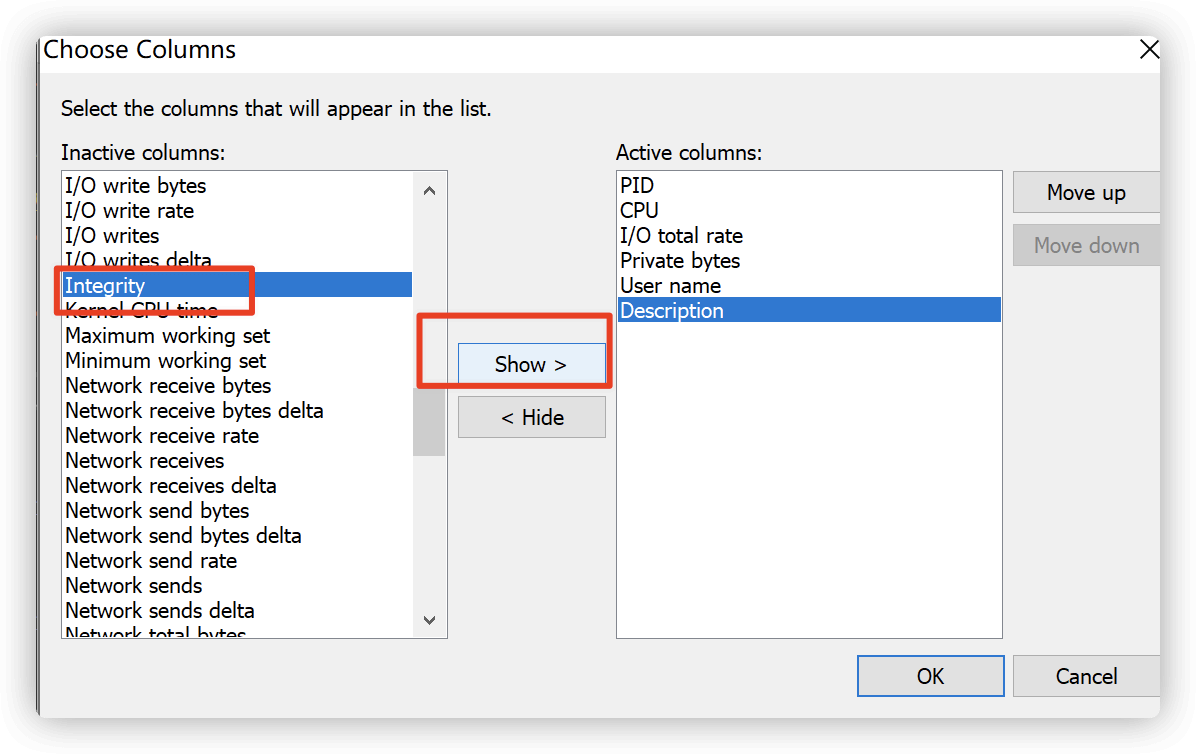 Choose Columns
Select the columns that will appear in the list.
Inactive columns:
I/O write bytes
I/O write rate
I/O writes
I/O writes delta
Integrity
Kernel CPU time
Maximum working set
Minimum working set
Network receive bytes
Network receive bytes delta
Network receive rate
Network receives
Network receives delta
Network send bytes
Network send bytes delta
Network send rate
Network sends
Network sends delta
Network total bytes
Show >
< Hide
Active columns:
PID
CPU
I/O total rate
Private bytes
User name
Description
Move up
Move down
OK
Cancel